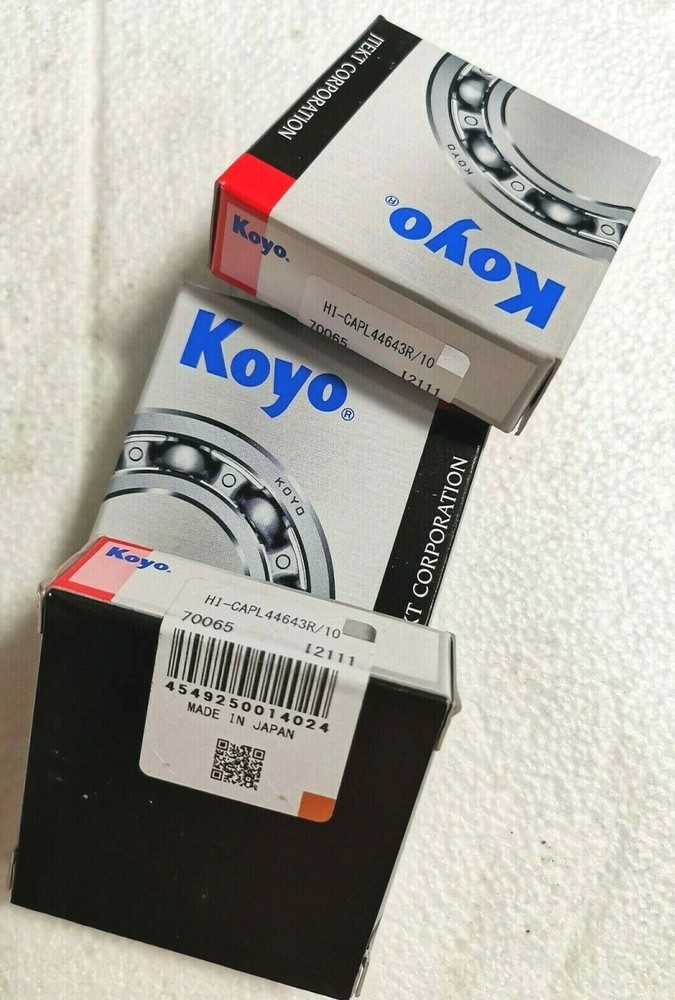 JTEKT CORPORATION
KOYO
Koyo®
Koyo.
HI-CAPL44643R/10
70065
I2111
Koyo®
KOYO
CORPORATION
Koyo.
HI-CAPL44643R/10
70065
I2111
4549250014024
MADE IN JAPAN